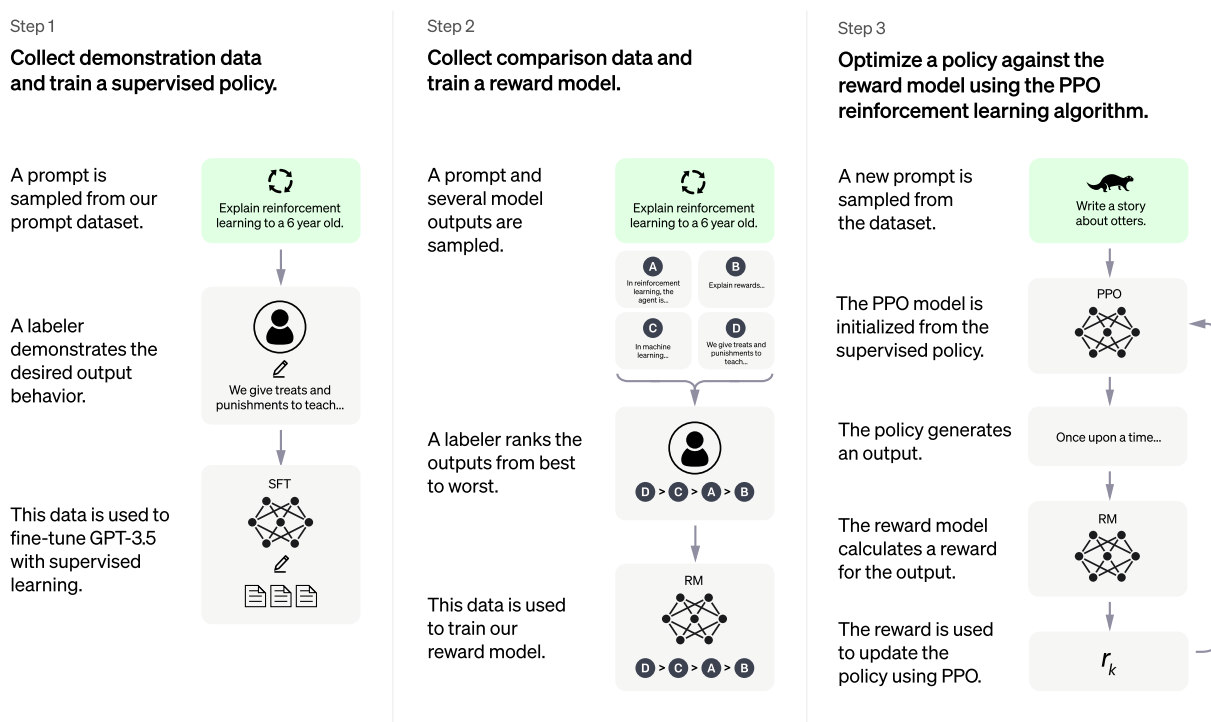 Step 1
Collect demonstration data
and train a supervised policy.
A prompt is
sampled from our
prompt dataset.
Explain reinforcement
learning to a 6 year old.
A labeler
demonstrates the
desired output
behavior.
We give treats and
punishments to teach...
This data is used to
fine-tune GPT-3.5
with supervised
learning.
SFT
Step 2
Collect comparison data and
train a reward model.
A prompt and
several model
outputs are
sampled.
Explain reinforcement
learning to a 6 year old.
A
In reinforcement
learning, the
agent is...
B
Explain rewards...
C
In machine
learning...
D
We give treats and
punishments to
teach...
A labeler ranks the
outputs from best
to worst.
D > C > A > B
This data is used
to train our
reward model.
RM
D > C > A > B
Step 3
Optimize a policy against the
reward model using the PPO
reinforcement learning algorithm.
A new prompt is
sampled from
the dataset.
Write a story
about otters.
The PPO model is
initialized from the
supervised policy.
PPO
The policy generates
an output.
Once upon a time...
The reward model
calculates a reward
for the output.
RM
The reward is used
to update the
policy using PPO.
rk